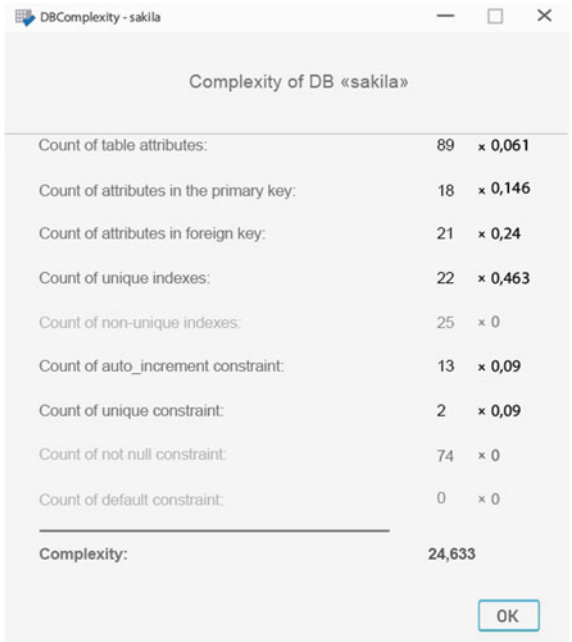 DBComplexity - sakila
Complexity of DB «sakila»
Count of table attributes: 89 × 0,061
Count of attributes in the primary key: 18 × 0,146
Count of attributes in foreign key: 21 × 0,24
Count of unique indexes: 22 × 0,463
Count of non-unique indexes: 25 × 0
Count of auto_increment constraint: 13 × 0,09
Count of unique constraint: 2 × 0,09
Count of not null constraint: 74 × 0
Count of default constraint: 0 × 0
Complexity: 24,633
OK